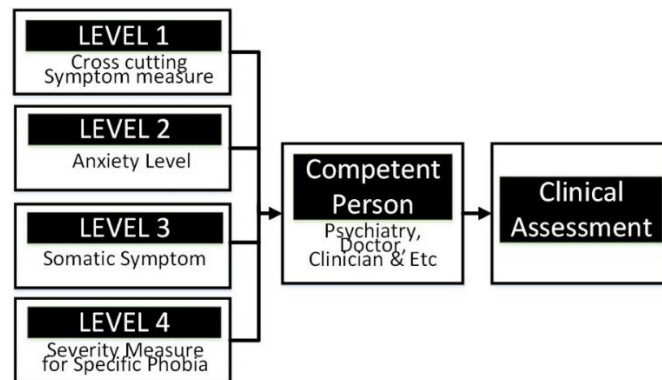 LEVEL 1
Cross cutting
Symptom measure
LEVEL 2
Anxiety Level
LEVEL 3
Somatic Symptom
LEVEL 4
Severity Measure
for Specific Phobia
Competent
Person
Psychiatry,
Doctor,
Clinician & Etc
Clinical
Assessment